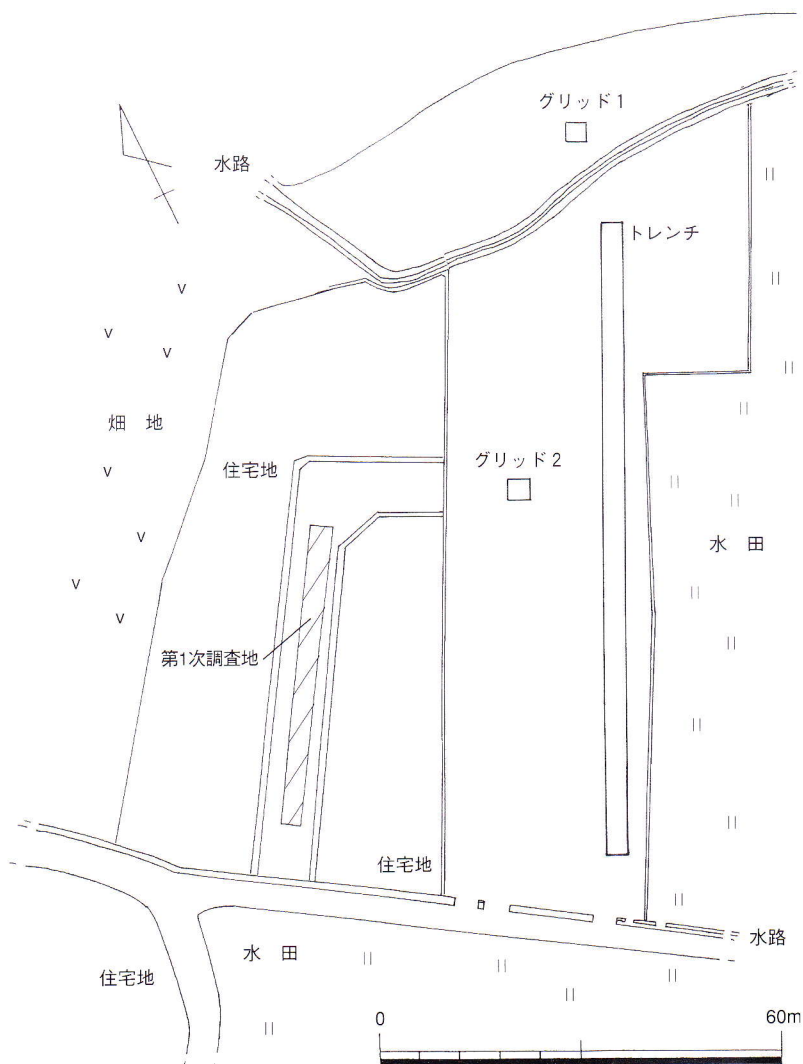 グリッド1
水路
トレンチ
畑 地
住宅地
グリッド2
水 田
第1次調査地
住宅地
水路
水 田
住宅地
0
60m